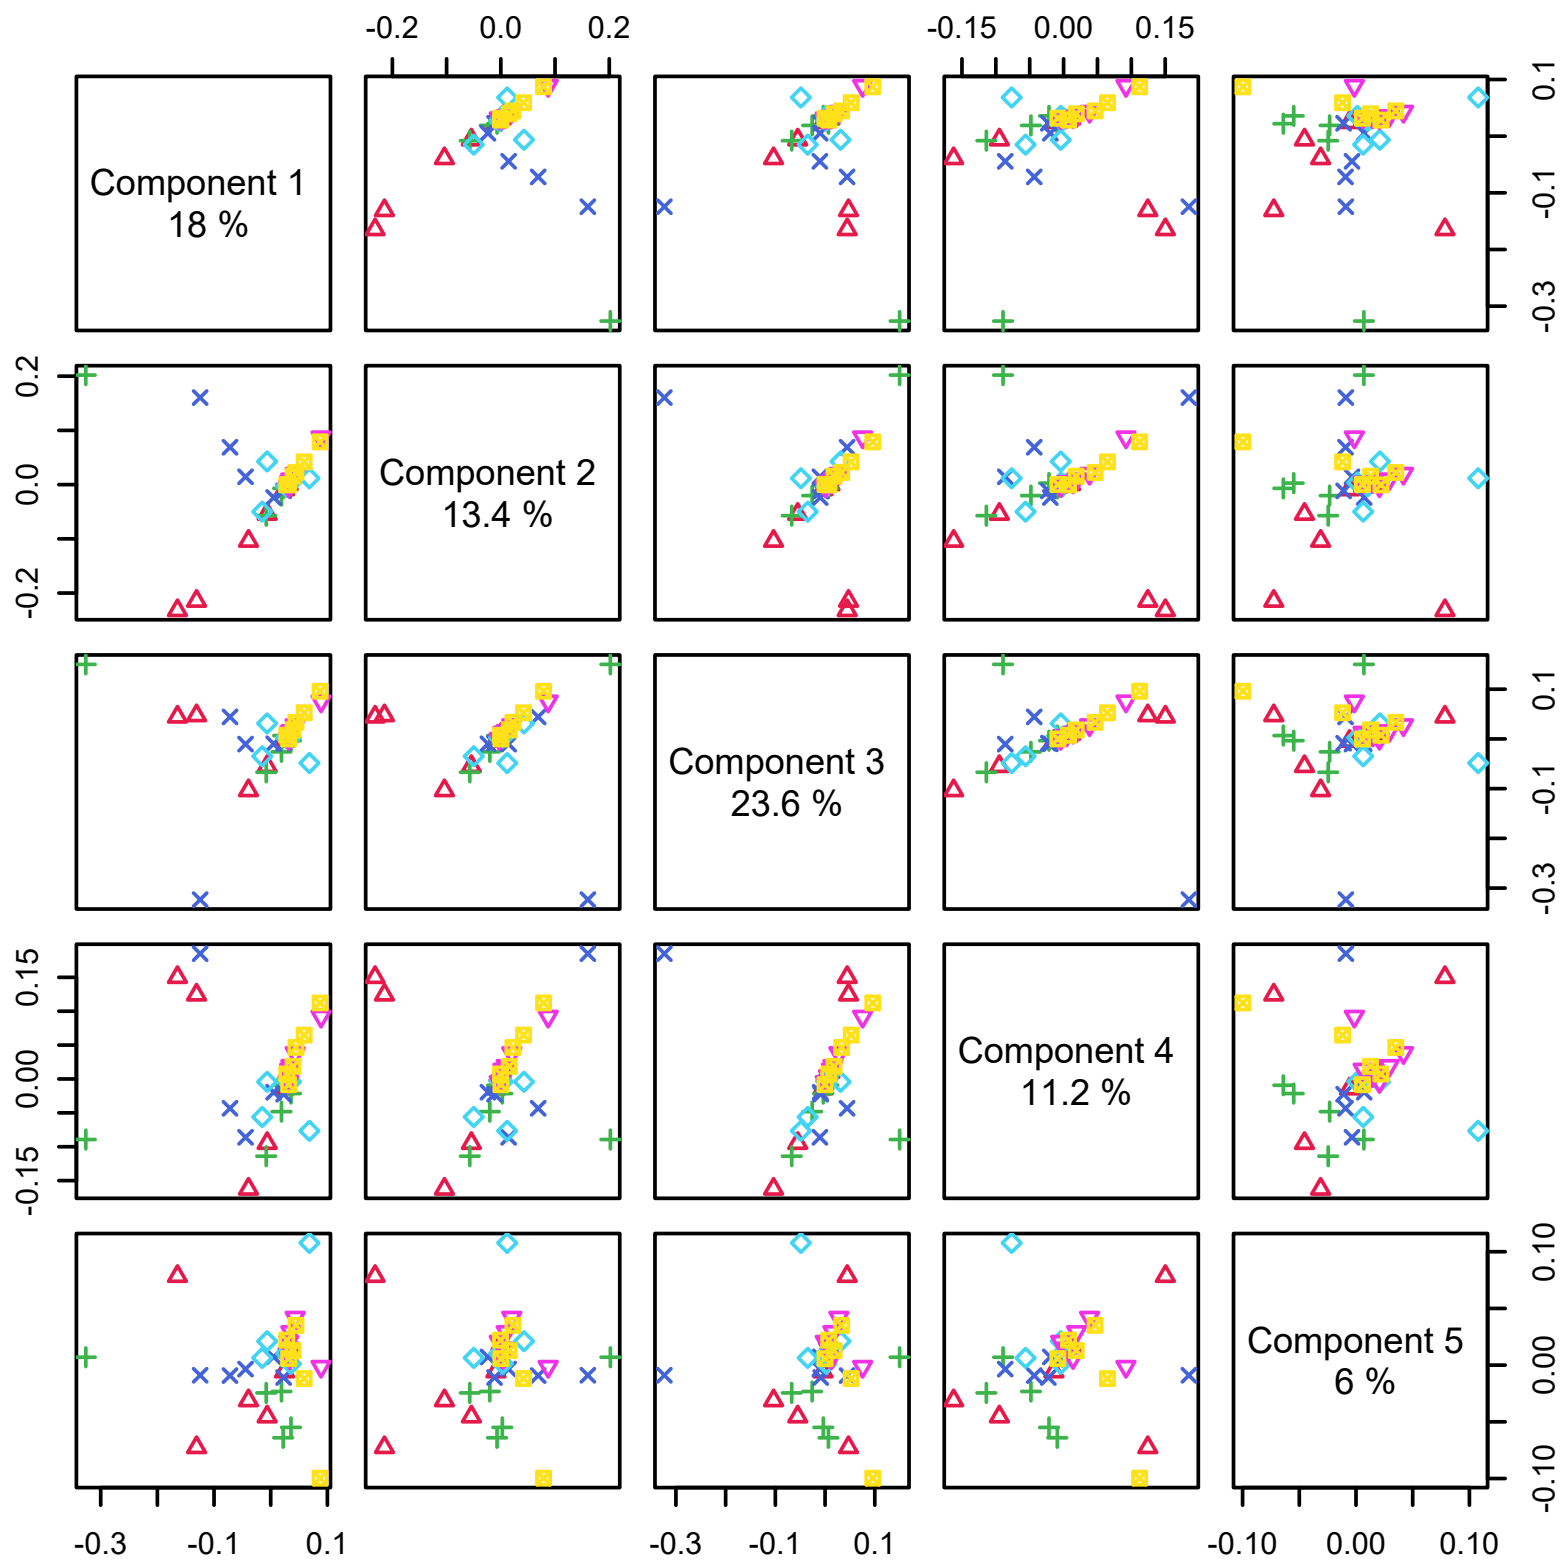 -0.2 0.0 0.2 -0.15 0.00 0.15
Component 1
18 %
0.1 -0.1 -0.3
0.2 0.0 -0.2
Component 2
13.4 %
Component 3
23.6 %
0.1 -0.1 -0.3
0.15 0.00 -0.15
Component 4
11.2 %
Component 5
6 %
0.10 0.00 -0.10
-0.3 -0.1 0.1 -0.3 -0.1 0.1 -0.10 0.00 0.10